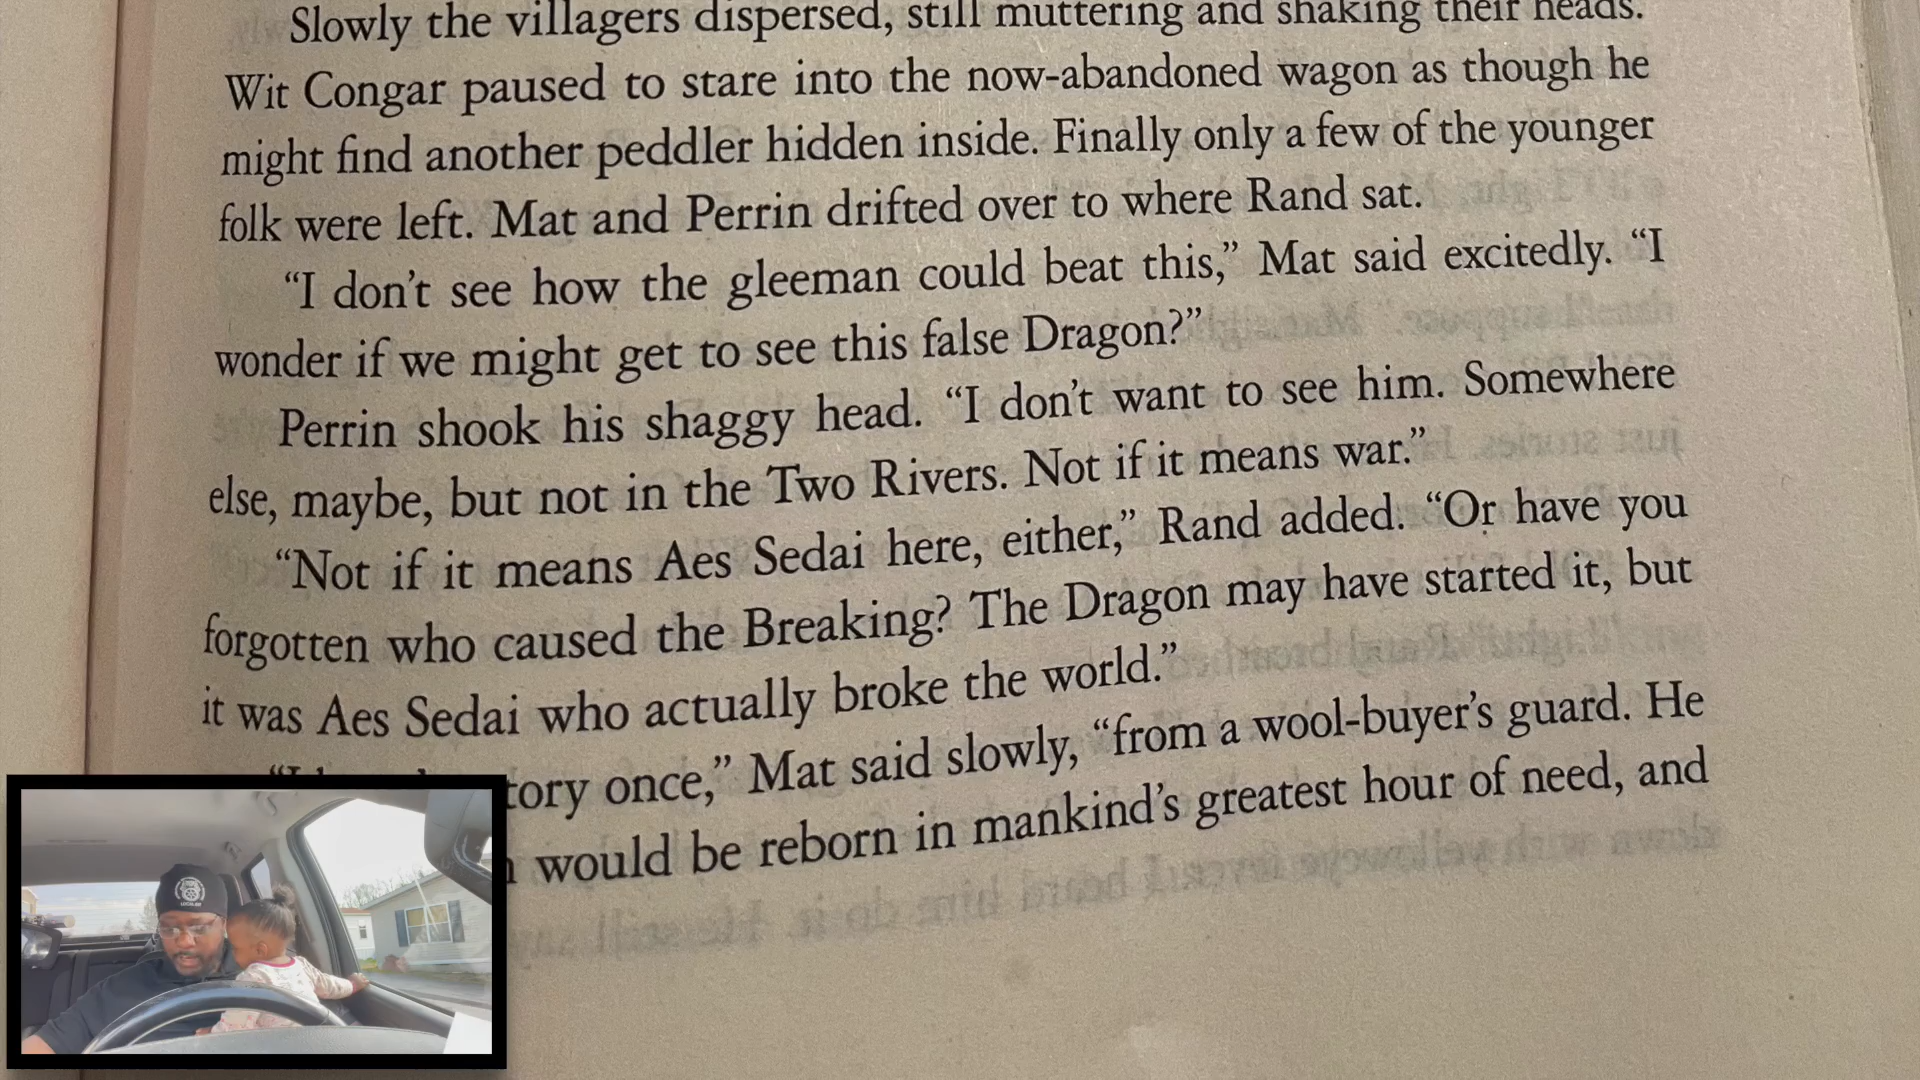 Slowly the villagers dispersed, still muttering and shaking their heads.
Wit Congar paused to stare into the now-abandoned wagon as though he
might find another peddler hidden inside. Finally only a few of the younger
folk were left. Mat and Perrin drifted over to where Rand sat.
“I don’t see how the gleeman could beat this,” Mat said excitedly. “I
wonder if we might get to see this false Dragon?”
Perrin shook his shaggy head. “I don’t want to see him. Somewhere
else, maybe, but not in the Two Rivers. Not if it means war.”
“Not if it means Aes Sedai here, either,” Rand added. “Or have you
forgotten who caused the Breaking? The Dragon may have started it, but
it was Aes Sedai who actually broke the world.”
once,” Mat said slowly, “from a wool-buyer’s guard. He
would be reborn in mankind’s greatest hour of need, and